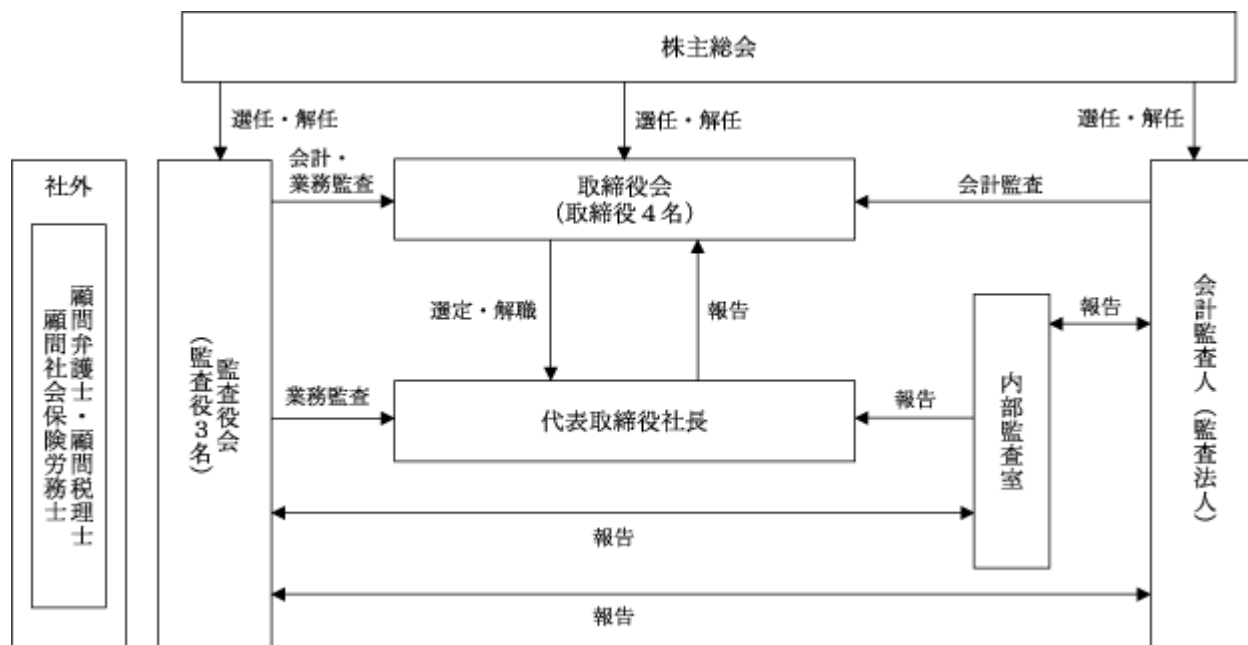 株主総会
選任・解任
選任・解任
選任・解任
社外
顧問弁護士・顧問税理士
顧問社会保険労務士
監査役会
（監査役３名）
会計・
業務監査
取締役会
（取締役４名）
会計監査
会計監査人（監査法人）
選定・解職
報告
内部監査室
報告
業務監査
代表取締役社長
報告
報告
報告